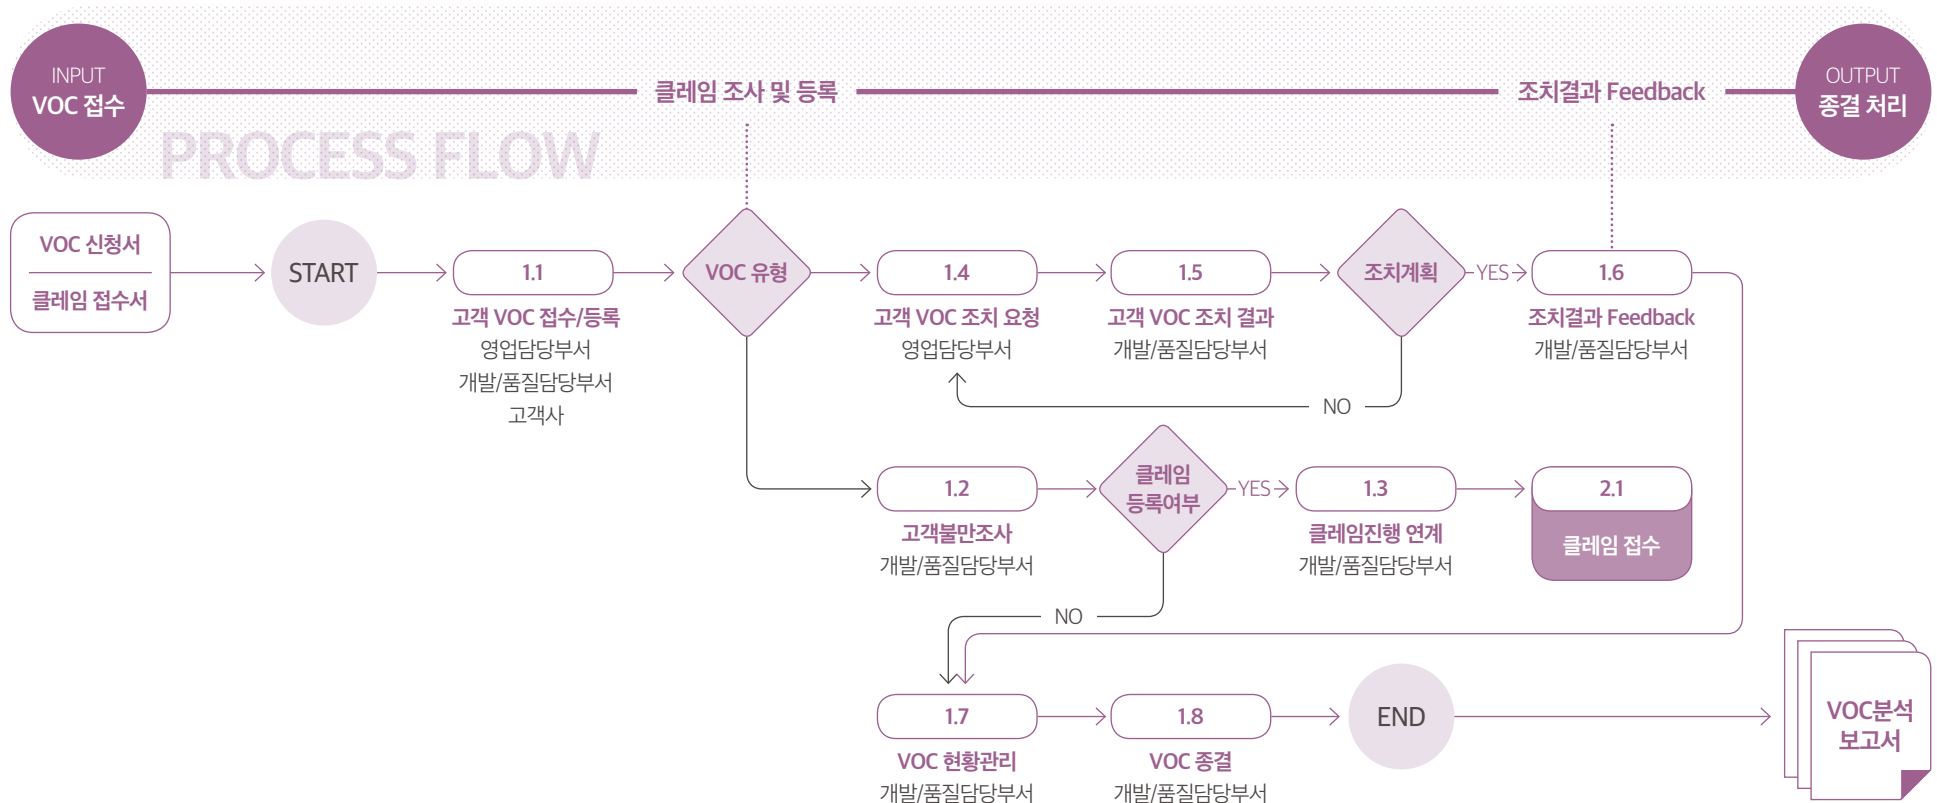 INPUT
VOC 접수
클레임 조사 및 등록
조치결과 Feedback
OUTPUT
종결 처리
PROCESS FLOW
VOC 신청서
클레임 접수서
START
1.1
고객 VOC 접수/등록
영업담당부서
개발/품질담당부서
고객사
VOC 유형
1.4
고객 VOC 조치 요청
영업담당부서
1.5
고객 VOC 조치 결과
개발/품질담당부서
조치계획
YES
1.6
조치결과 Feedback
개발/품질담당부서
NO
1.2
고객불만조사
개발/품질담당부서
클레임
등록여부
YES
1.3
클레임진행 연계
개발/품질담당부서
2.1
클레임 접수
NO
1.7
VOC 현황관리
개발/품질담당부서
1.8
VOC 종결
개발/품질담당부서
END
VOC분석
보고서